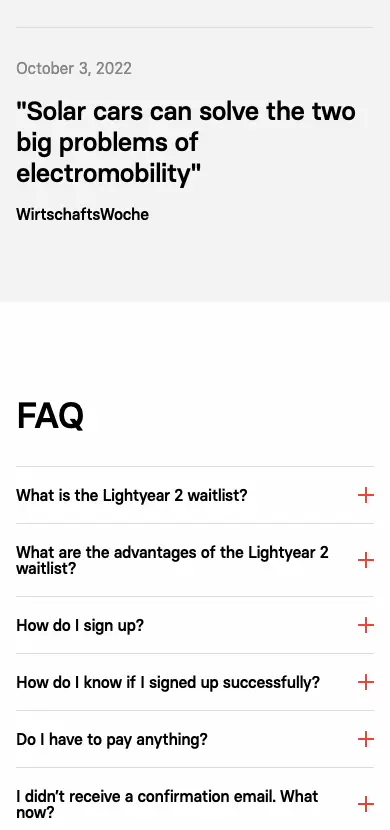 October 3, 2022
"Solar cars can solve the two
big problems of
electromobility"
WirtschaftsWoche
FAQ
What is the Lightyear 2 waitlist?
What are the advantages of the Lightyear 2
waitlist?
How do I sign up?
How do I know if I signed up successfully?
Do I have to pay anything?
I didn’t receive a confirmation email. What
now?